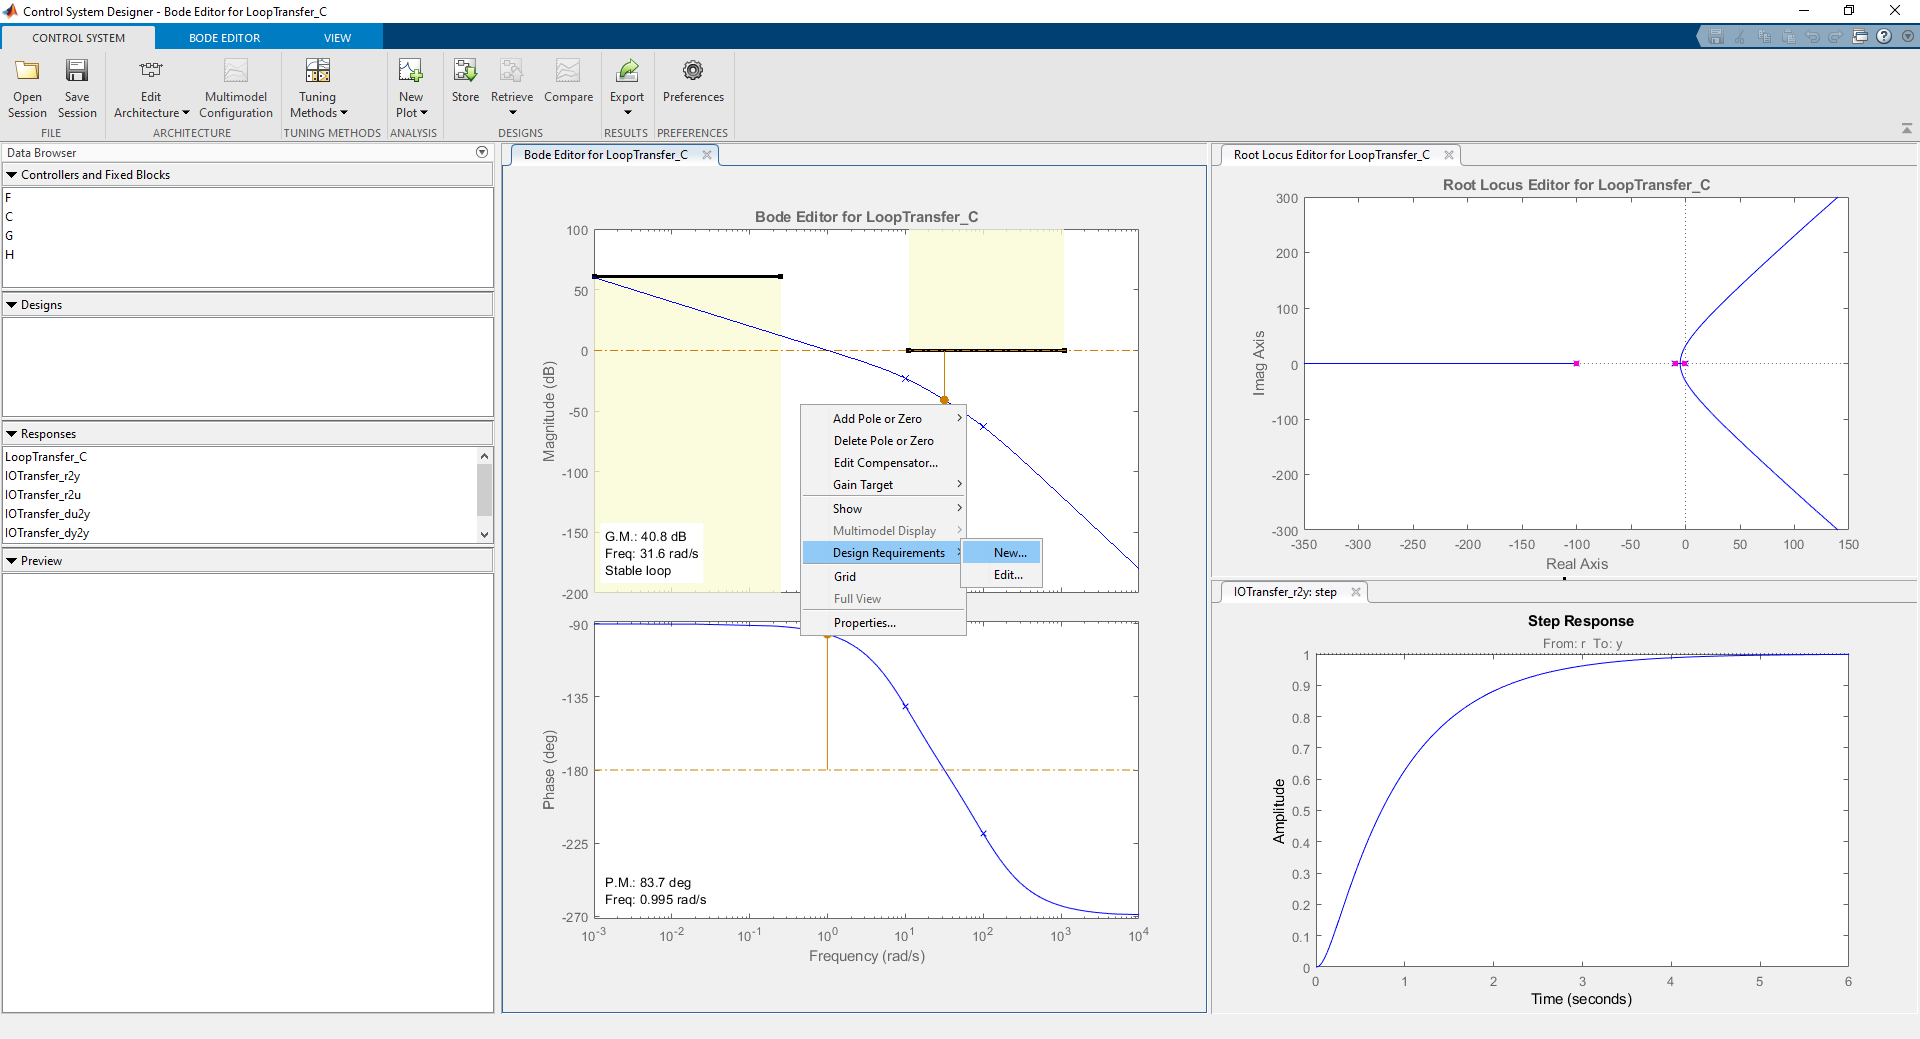 Control System Designer - Bode Editor for LoopTransfer_C
CONTROL SYSTEM
BODE EDITOR
VIEW
Open Session
Save Session
Edit Architecture
Multimodel Configuration
Tuning Methods
New Plot
Store
Retrieve
Compare
Export
Preferences
FILE
ARCHITECTURE
TUNING METHODS
ANALYSIS
DESIGNS
RESULTS
PREFERENCES
Data Browser
Controllers and Fixed Blocks
F
C
G
H
Designs
Responses
LoopTransfer_C
IOTransfer_r2y
IOTransfer_r2u
IOTransfer_du2y
IOTransfer_dy2y
Preview
Bode Editor for LoopTransfer_C
Bode Editor for LoopTransfer_C
100
50
0
-50
-100
-150
-200
Magnitude (dB)
G.M.: 40.8 dB
Freq: 31.6 rad/s
Stable loop
Add Pole or Zero
Delete Pole or Zero
Edit Compensator...
Gain Target
Show
Multimodel Display
Design Requirements
Grid
Full View
Properties...
New...
Edit...
-90
-135
-180
-225
-270
Phase (deg)
P.M.: 83.7 deg
Freq: 0.995 rad/s
10-3 10-2 10-1 100 101 102 103 104
Frequency (rad/s)
Root Locus Editor for LoopTransfer_C
Root Locus Editor for LoopTransfer_C
300
200
100
0
-100
-200
-300
Imag Axis
-350 -300 -250 -200 -150 -100 -50 0 50 100 150
Real Axis
IOTransfer_r2y: step
Step Response
From: r To: y
1
0.9
0.8
0.7
0.6
0.5
0.4
0.3
0.2
0.1
0
Amplitude
0 1 2 3 4 5 6
Time (seconds)